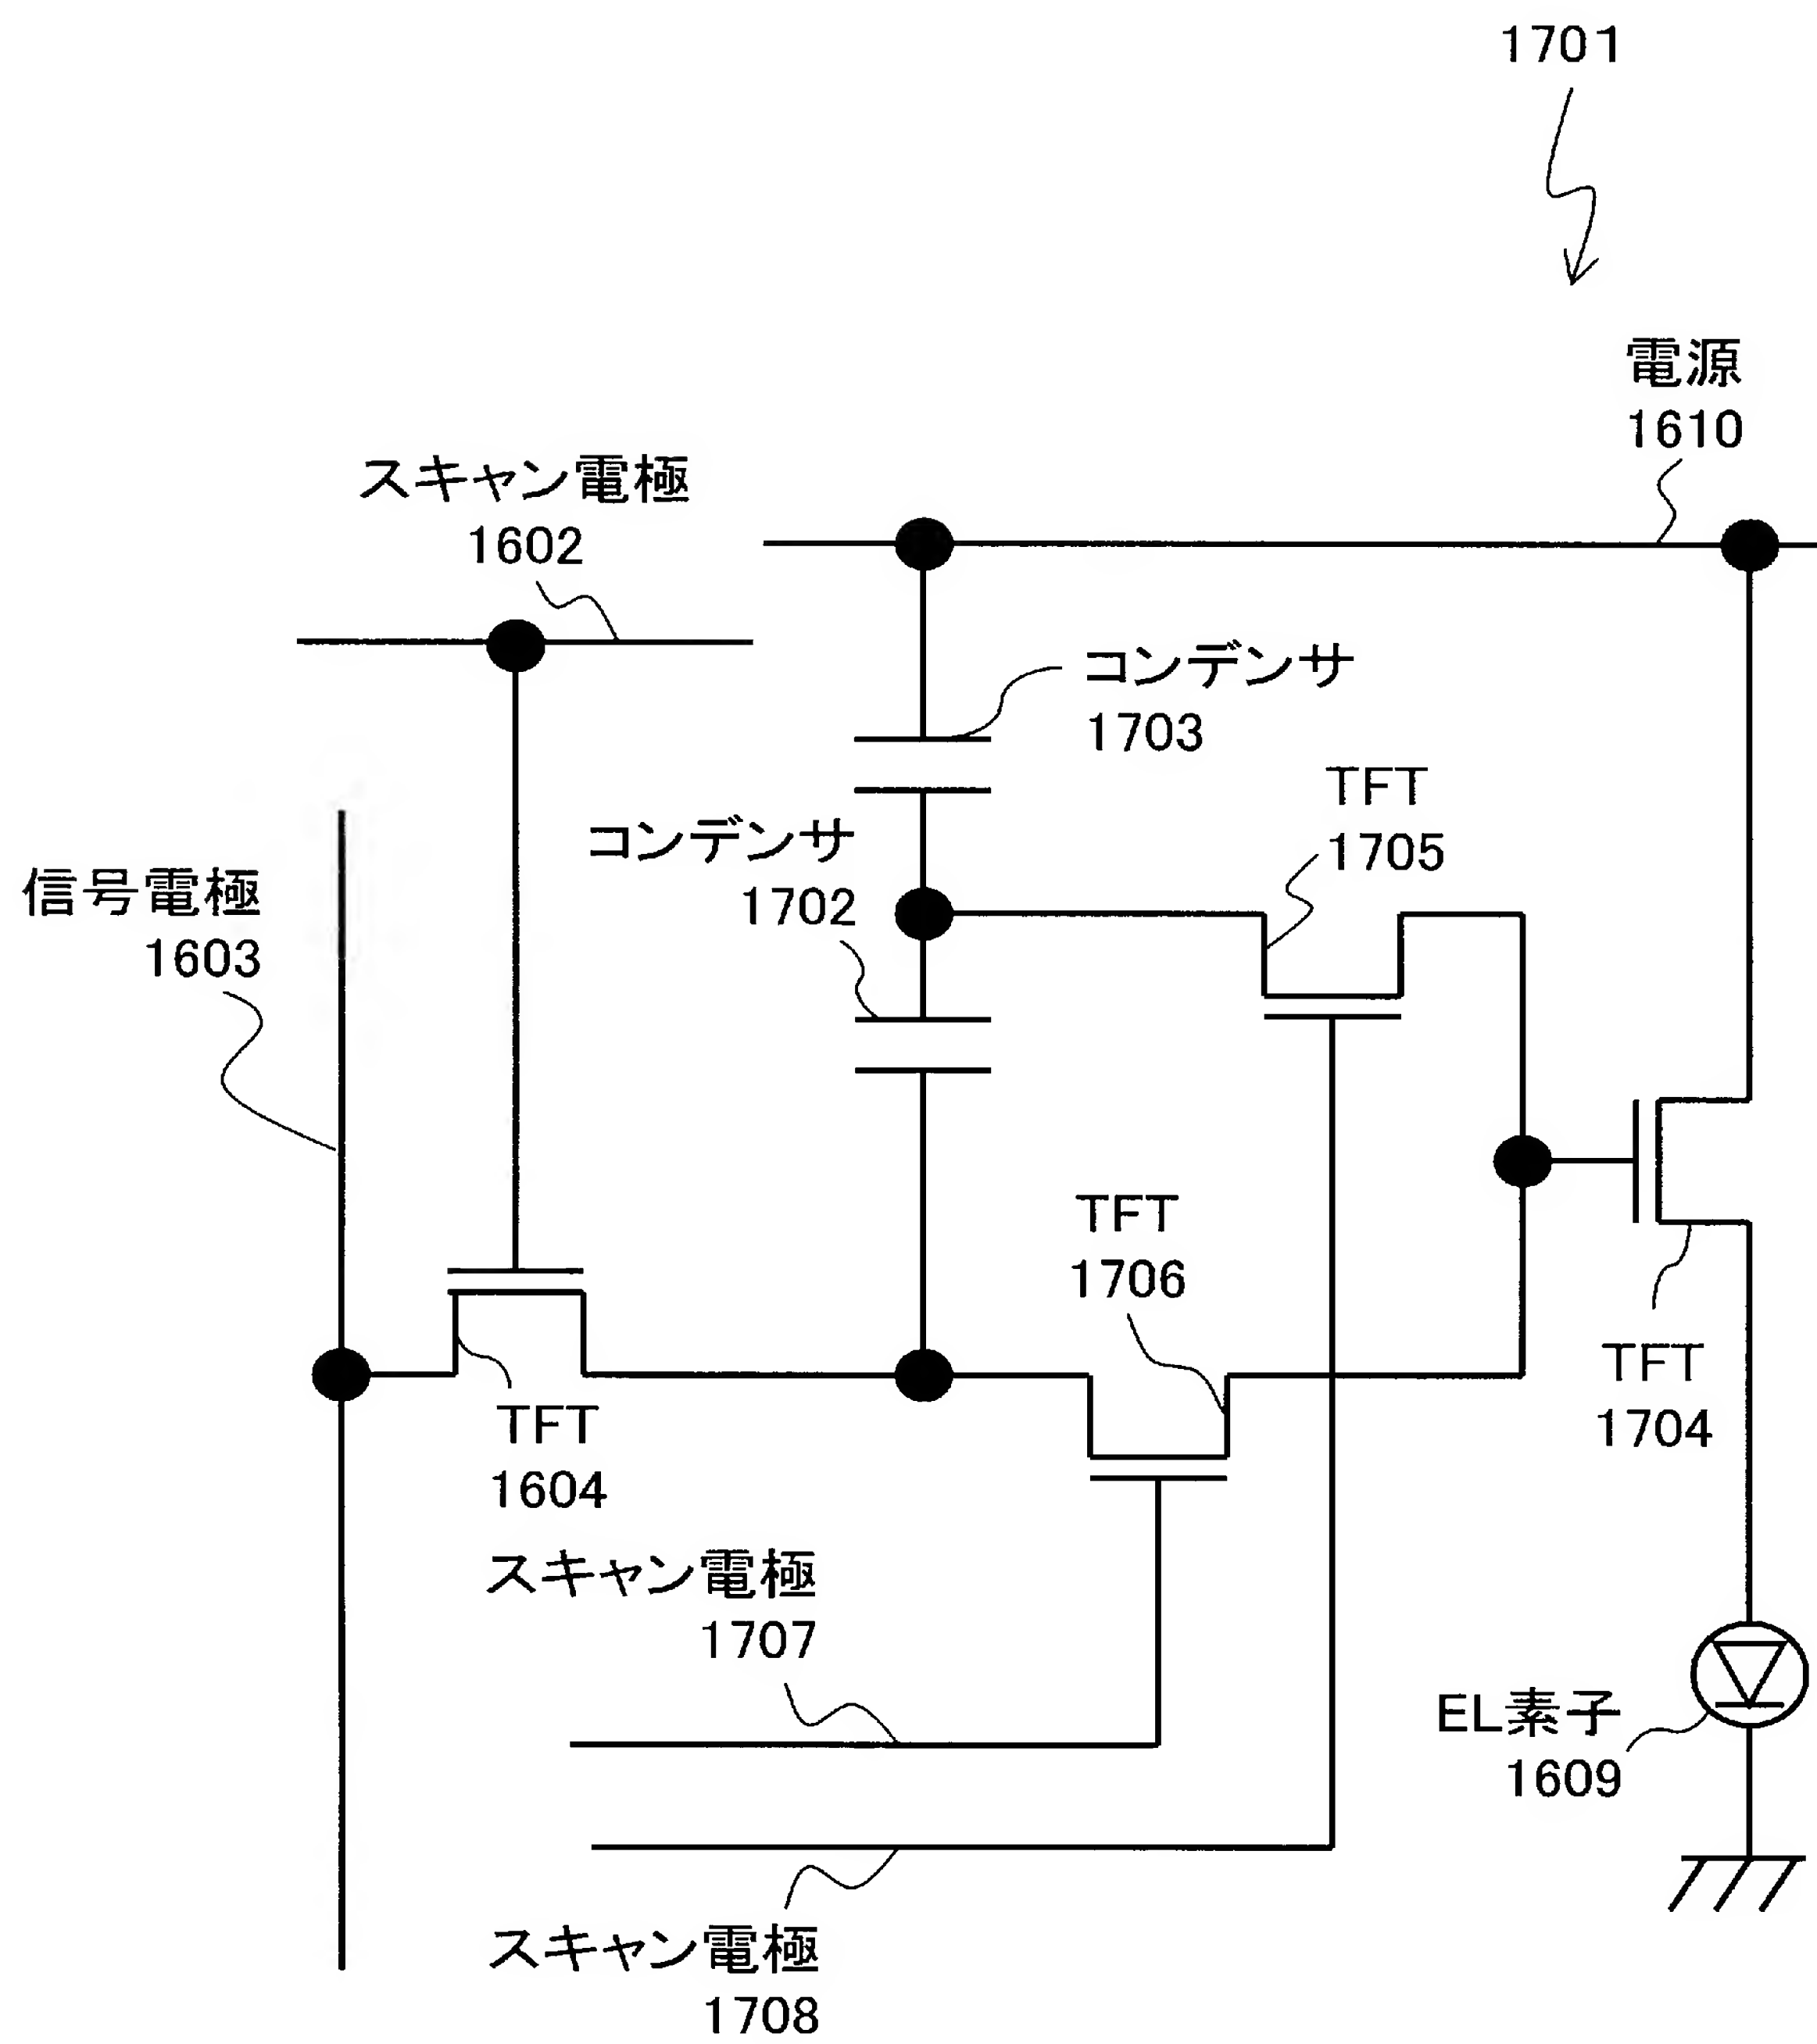 1701
電源
1610
スキャン電極
1602
コンデンサ
1703
TFT
1705
コンデンサ
1702
信号電極
1603
TFT
1706
TFT
1704
TFT
1604
スキャン電極
1707
EL素子
1609
スキャン電極
1708